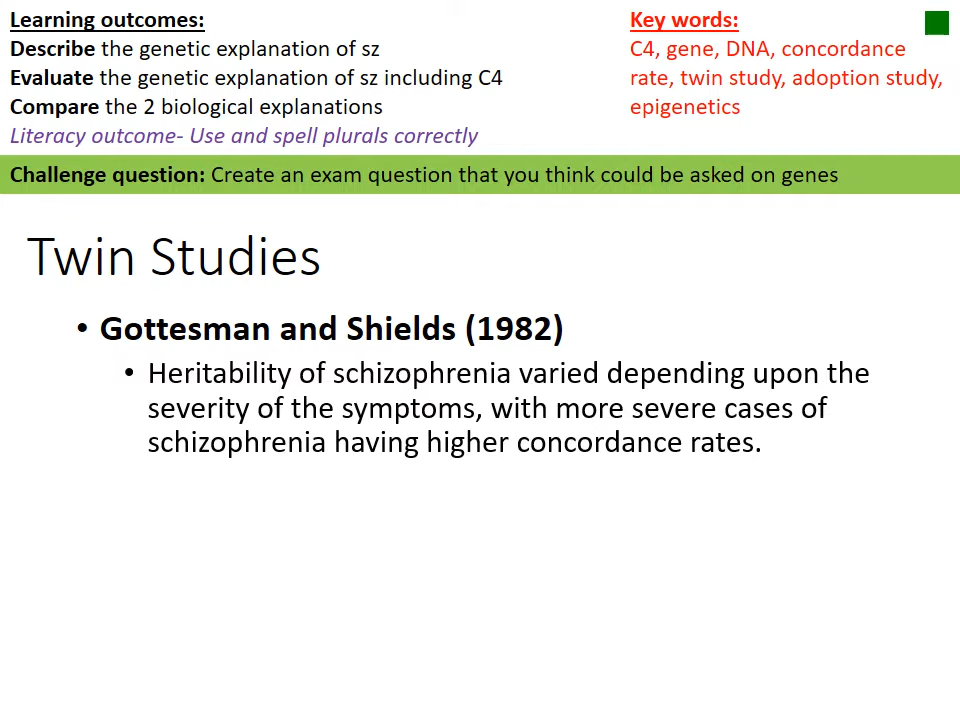 Learning outcomes:
Describe the genetic explanation of sz
Evaluate the genetic explanation of sz including C4
Compare the 2 biological explanations
Literacy outcome- Use and spell plurals correctly
Key words:
C4, gene, DNA, concordance
rate, twin study, adoption study,
epigenetics
Challenge question: Create an exam question that you think could be asked on genes
Twin Studies
• Gottesman and Shields (1982)
• Heritability of schizophrenia varied depending upon the
severity of the symptoms, with more severe cases of
schizophrenia having higher concordance rates.